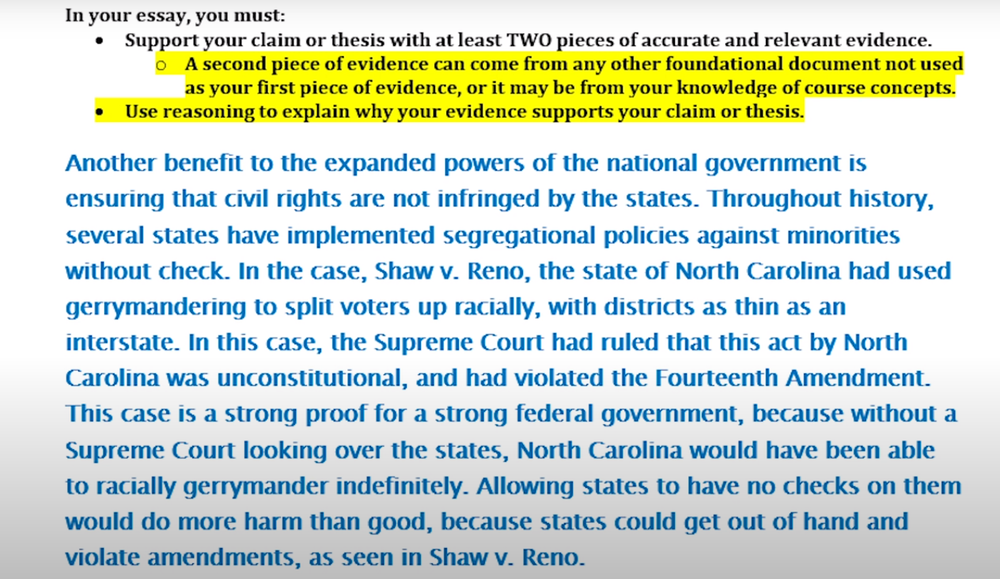 In your essay, you must:
• Support your claim or thesis with at least TWO pieces of accurate and relevant evidence.
o A second piece of evidence can come from any other foundational document not used
as your first piece of evidence, or it may be from your knowledge of course concepts.
• Use reasoning to explain why your evidence supports your claim or thesis.
Another benefit to the expanded powers of the national government is
ensuring that civil rights are not infringed by the states. Throughout history,
several states have implemented segregational policies against minorities
without check. In the case, Shaw v. Reno, the state of North Carolina had used
gerrymandering to split voters up racially, with districts as thin as an
interstate. In this case, the Supreme Court had ruled that this act by North
Carolina was unconstitutional, and had violated the Fourteenth Amendment.
This case is a strong proof for a strong federal government, because without a
Supreme Court looking over the states, North Carolina would have been able
to racially gerrymander indefinitely. Allowing states to have no checks on them
would do more harm than good, because states could get out of hand and
violate amendments, as seen in Shaw v. Reno.